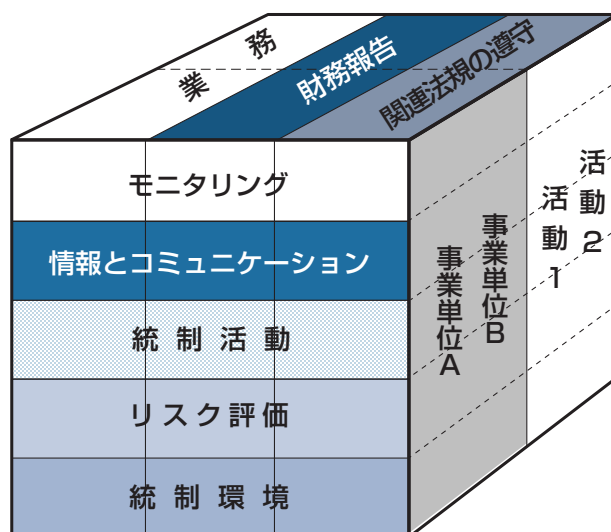 業務
財務報告
関連法規の遵守
モニタリング
情報とコミュニケーション
統制活動
リスク評価
統制環境
事業単位A
事業単位B
活動1
活動2